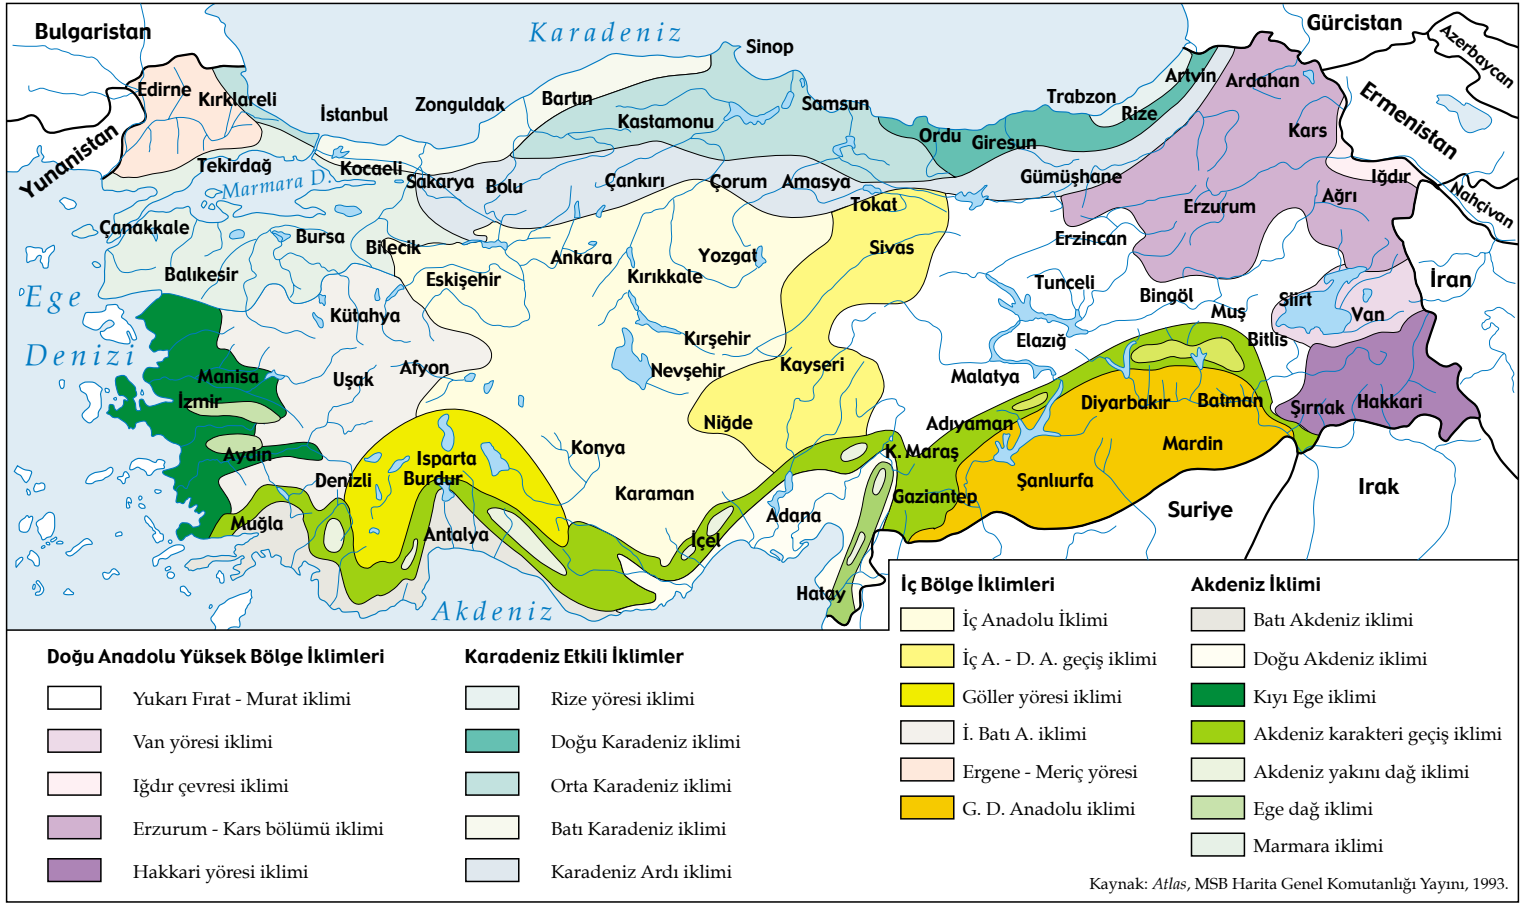 Bulgaristan
Karadeniz
Gürcistan
Azerbaycan
Ermenistan
Nahçivan
Yunanistan
Edirne
Kırklareli
İstanbul
Zonguldak
Bartın
Sinop
Kastamonu
Samsun
Ordu
Giresun
Trabzon
Rize
Artvin
Ardahan
Kars
Iğdır
Tekirdağ
Marmara D.
Kocaeli
Sakarya
Bolu
Çankırı
Çorum
Amasya
Tokat
Gümüşhane
Erzurum
Ağrı
Çanakkale
Bursa
Bilecik
Eskişehir
Ankara
Kırıkkale
Yozgat
Sivas
Erzincan
Balıkesir
Kütahya
Tunceli
Bingöl
Muş
Siirt
Van
İran
Ege
Denizi
Kırşehir
Nevşehir
Kayseri
Elazığ
Bitlis
Manisa
Uşak
Afyon
Malatya
İzmir
Niğde
Adıyaman
Diyarbakır
Batman
Şırnak
Hakkari
Aydın
Denizli
Isparta
Burdur
Konya
K. Maraş
Mardin
Karaman
Gaziantep
Şanlıurfa
Irak
Muğla
Antalya
İçel
Adana
Suriye
Hatay
Akdeniz
Doğu Anadolu Yüksek Bölge İklimleri
Yukarı Fırat - Murat iklimi
Van yöresi iklimi
Iğdır çevresi iklimi
Erzurum - Kars bölümü iklimi
Hakkari yöresi iklimi
Karadeniz Etkili İklimler
Rize yöresi iklimi
Doğu Karadeniz iklimi
Orta Karadeniz iklimi
Batı Karadeniz iklimi
Karadeniz Ardı iklimi
İç Bölge İklimleri
İç Anadolu İklimi
İç A. - D. A. geçiş iklimi
Göller yöresi iklimi
İ. Batı A. iklimi
Ergene - Meriç yöresi
G. D. Anadolu iklimi
Akdeniz İklimi
Batı Akdeniz iklimi
Doğu Akdeniz iklimi
Kıyı Ege iklimi
Akdeniz karakteri geçiş iklimi
Akdeniz yakını dağ iklimi
Ege dağ iklimi
Marmara iklimi
Kaynak: Atlas, MSB Harita Genel Komutanlığı Yayını, 1993.